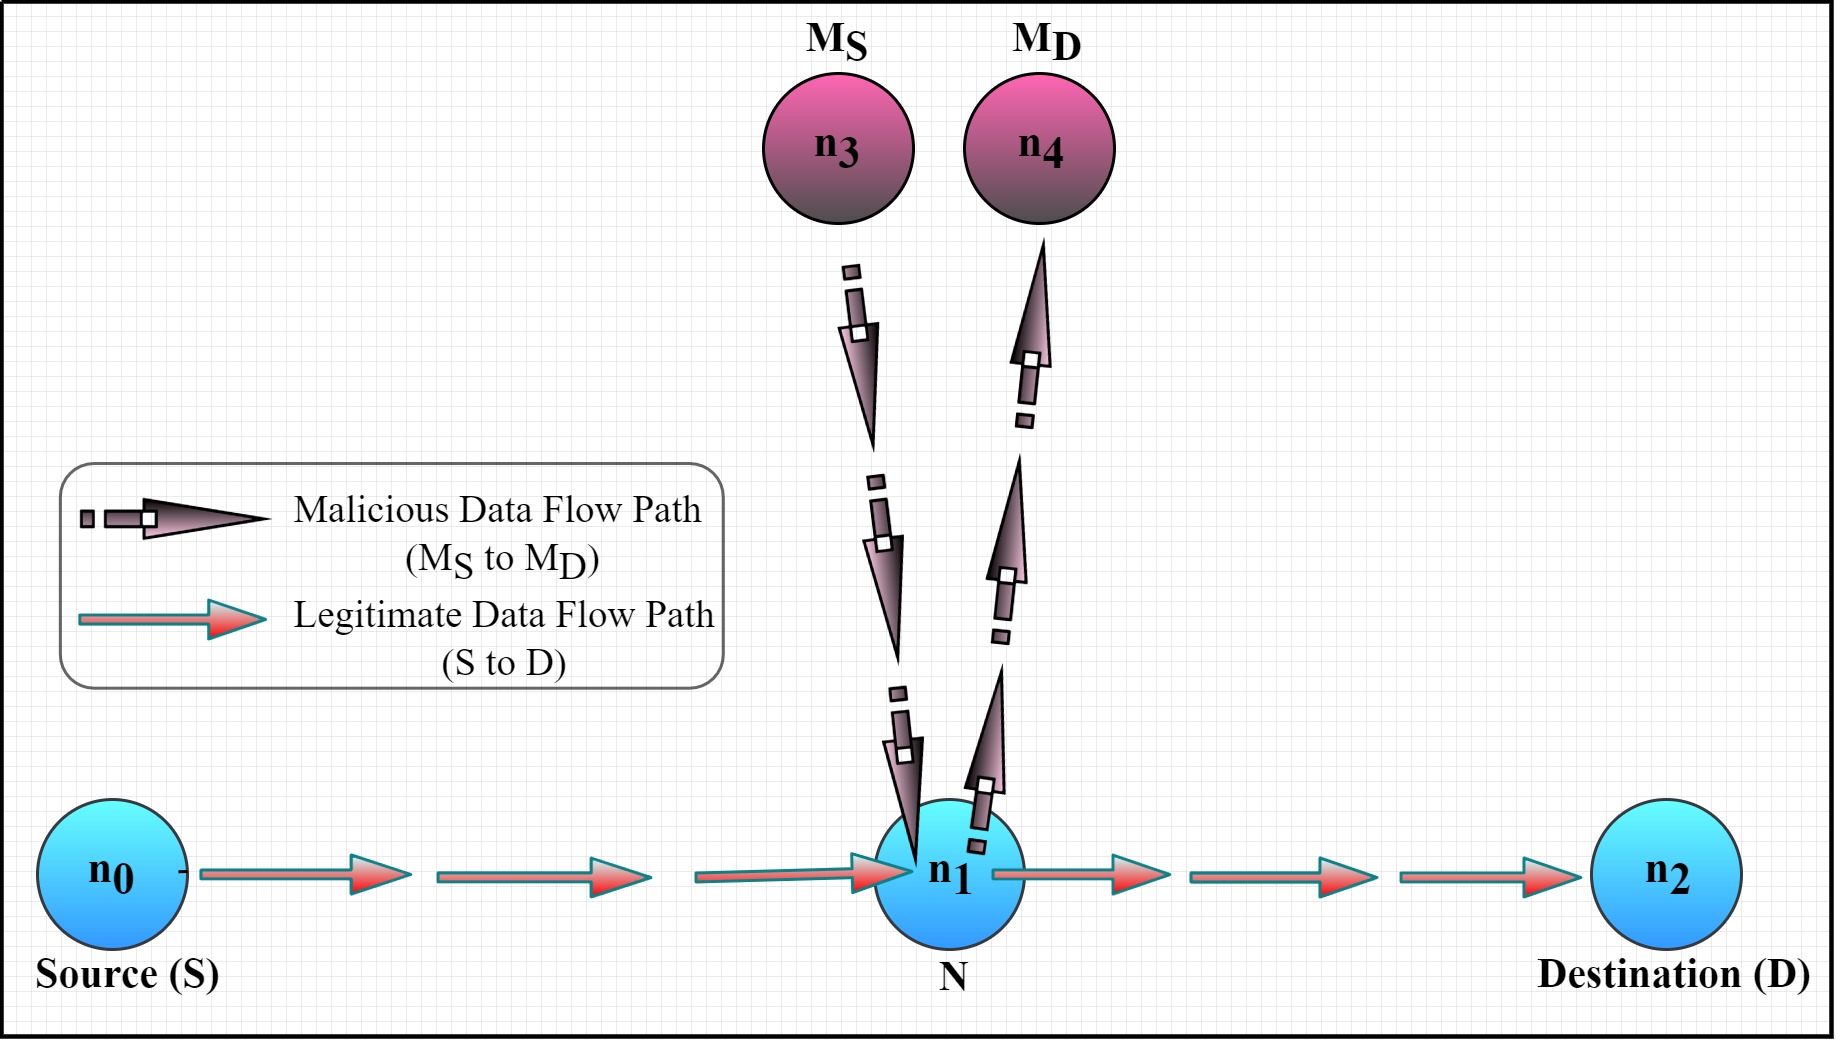 M_S M_D
n_3 n_4
Malicious Data Flow Path
(M_S to M_D)
Legitimate Data Flow Path
(S to D)
n_0 n_1 n_2
Source (S) N Destination (D)